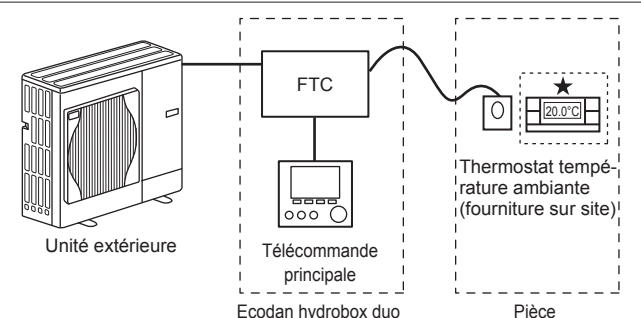 FTC
20.0°C
Unité extérieure
Télécommande
principale
Thermostat tempé-
rature ambiante
(fourniture sur site)
Ecodan hydrobox duo
Pièce